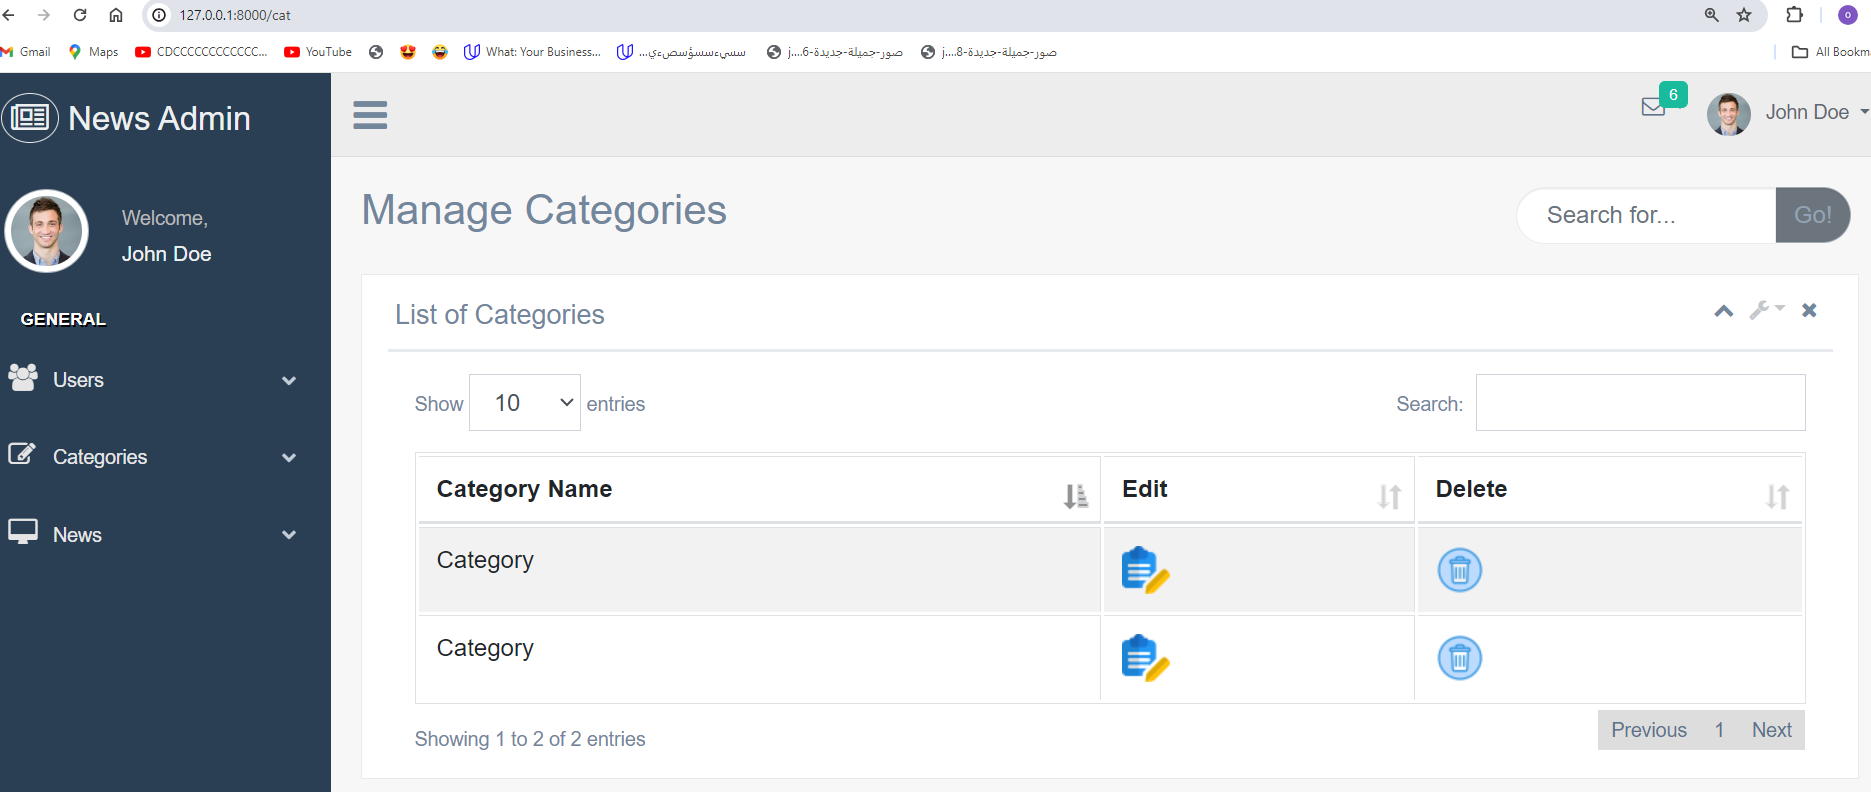 127.0.0.1:8000/cat
Gmail
Maps
CDCCCCCCCCCCCC...
YouTube
What: Your Business...
سسيءسسؤسصءي...
صور-جميلة-جديدة-6....j
صور-جميلة-جديدة-8....j
All Bookm
News Admin
6
John Doe
Welcome,
John Doe
Manage Categories
Search for...
Go!
GENERAL
Users
Categories
News
List of Categories
Show 10 entries
Search:
Category Name
Edit
Delete
Category
Category
Showing 1 to 2 of 2 entries
Previous 1 Next